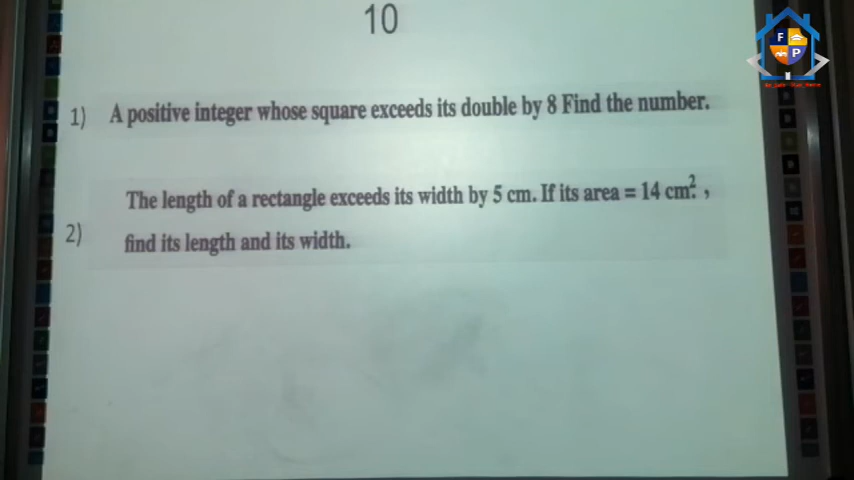 10
F
P
1) A positive integer whose square exceeds its double by 8 Find the number.
The length of a rectangle exceeds its width by 5 cm. If its area = 14 cm². ,
2)
find its length and its width.